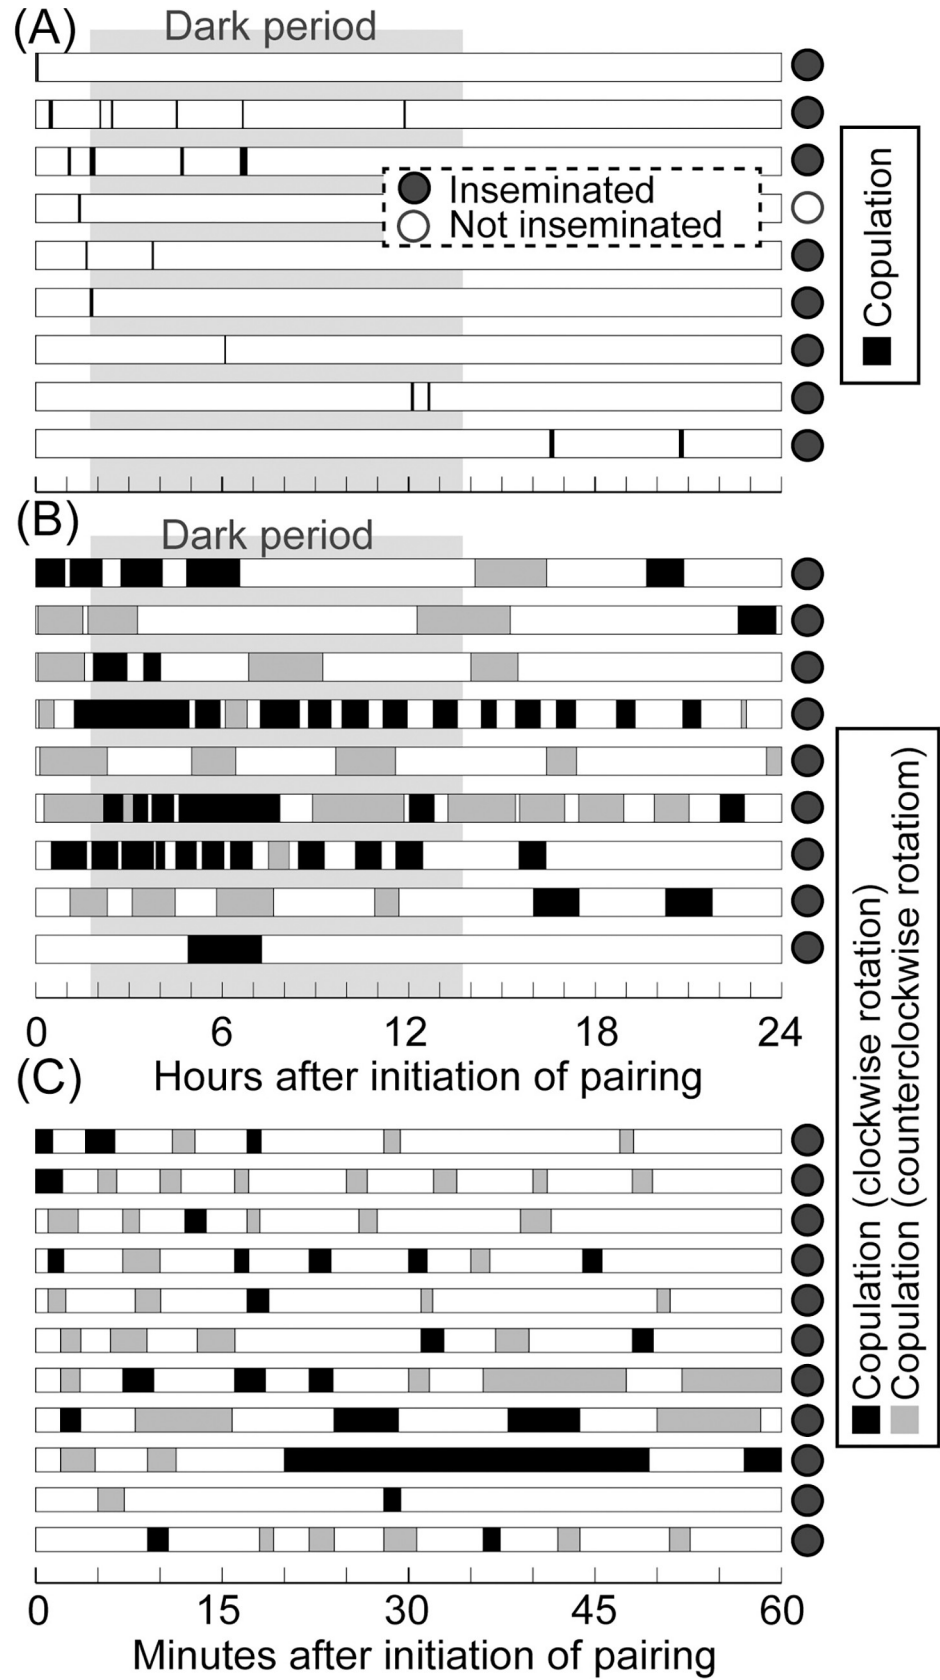 (A)
Dark period
Inseminated
Not inseminated
Copulation
(B)
Dark period
0 6 12 18 24
Hours after initiation of pairing
(C)
Copulation (clockwise rotation)
Copulation (counterclockwise rotatiom)
0 15 30 45 60
Minutes after initiation of pairing